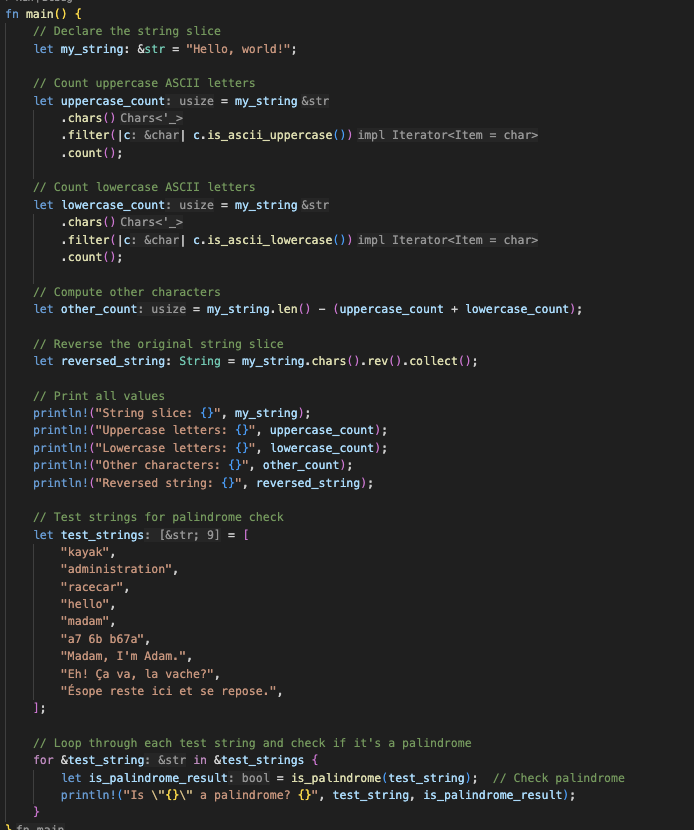 fn main() {
    // Declare the string slice
    let my_string: &str = "Hello, world!";
    // Count uppercase ASCII letters
    let uppercase_count: usize = my_string &str
        .chars() Chars<'_>
        .filter(|c: &char| c.is_ascii_uppercase()) impl Iterator<Item = char>
        .count();
    // Count lowercase ASCII letters
    let lowercase_count: usize = my_string &str
        .chars() Chars<'_>
        .filter(|c: &char| c.is_ascii_lowercase()) impl Iterator<Item = char>
        .count();
    // Compute other characters
    let other_count: usize = my_string.len() - (uppercase_count + lowercase_count);
    // Reverse the original string slice
    let reversed_string: String = my_string.chars().rev().collect();
    // Print all values
    println!("String slice: {}", my_string);
    println!("Uppercase letters: {}", uppercase_count);
    println!("Lowercase letters: {}", lowercase_count);
    println!("Other characters: {}", other_count);
    println!("Reversed string: {}", reversed_string);
    // Test strings for palindrome check
    let test_strings: [&str; 9] = [
        "kayak",
        "administration",
        "racecar",
        "hello",
        "madam",
        "a7 6b b67a",
        "Madam, I'm Adam.",
        "Eh! Ça va, la vache?",
        "Ésope reste ici et se repose.",
    ];
    // Loop through each test string and check if it's a palindrome
    for &test_string: &str in &test_strings {
        let is_palindrome_result: bool = is_palindrome(test_string);  // Check palindrome
        println!("Is \"{}\" a palindrome? {}", test_string, is_palindrome_result);
    }
} fn main